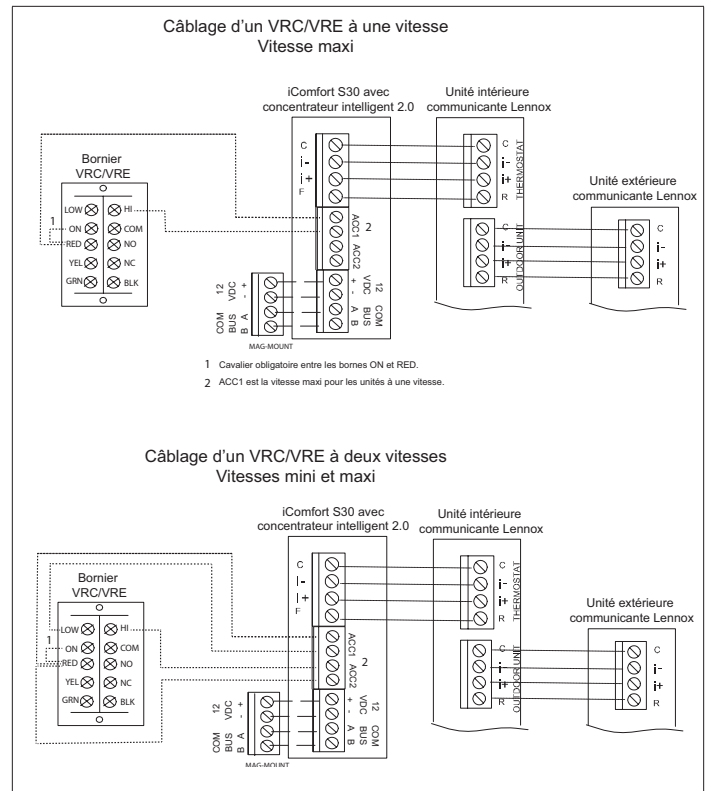 Câblage d'un VRC/VRE à une vitesse
Vitesse maxi
iComfort S30 avec
concentrateur intelligent 2.0
Unité intérieure
communicante Lennox
C
i-
i+
F
C
i-
i+
R
THERMOSTAT
Bornier
VRC/VRE
Unité extérieure
communicante Lennox
LOW
HI
1
ON
COM
RED
NO
YEL
NC
GRN
BLK
ACC1
ACC2
2
C
i-
i+
R
OUTDOOR UNIT
C
i-
i+
R
12
VDC
+
-
COM
BUS
A
B
+
-
12
VDC
A
B
BUS
COM
MAG-MOUNT
1 Cavalier obligatoire entre les bornes ON et RED.
2 ACC1 est la vitesse maxi pour les unités à une vitesse.
Câblage d'un VRC/VRE à deux vitesses
Vitesses mini et maxi
iComfort S30 avec
concentrateur intelligent 2.0
Unité intérieure
communicante Lennox
C
I-
I+
F
C
i-
i+
R
THERMOSTAT
Bornier
VRC/VRE
Unité extérieure
communicante Lennox
LOW
HI
1
ON
COM
RED
NO
YEL
NC
GRN
BLK
ACC1
ACC2
2
C
i-
i+
R
OUTDOOR UNIT
C
i-
i+
R
12
VDC
+
-
COM
BUS
A
B
+
-
12
VDC
A
B
BUS
COM
MAG-MOUNT